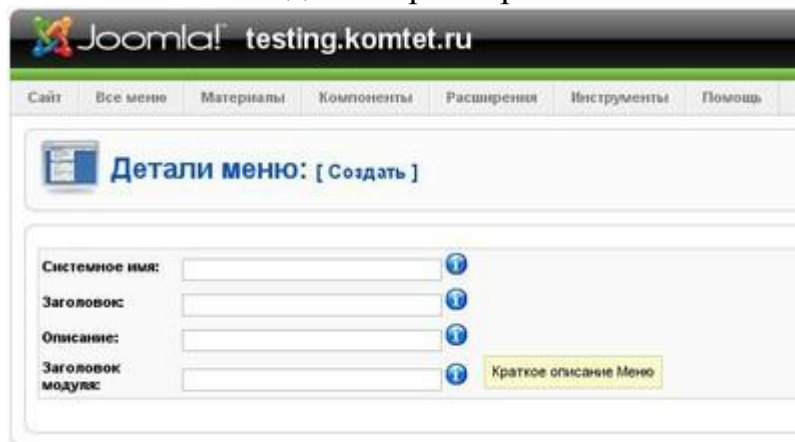 Joomla! testing.komtet.ru
Сайт Все меню Материалы Компоненты Расширения Инструменты Помощь
Детали меню: [ Создать ]
Системное имя:
Заголовок:
Описание:
Заголовок
модуля:
Краткое описание Меню